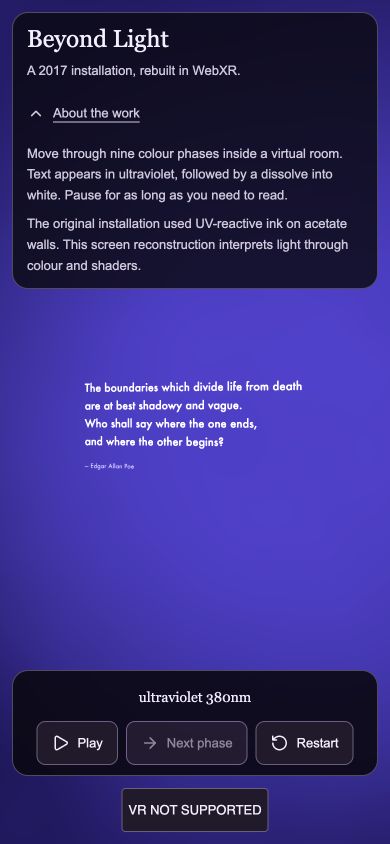 Beyond Light
A 2017 installation, rebuilt in WebXR.
About the work
Move through nine colour phases inside a virtual room.
Text appears in ultraviolet, followed by a dissolve into
white. Pause for as long as you need to read.
The original installation used UV-reactive ink on acetate
walls. This screen reconstruction interprets light through
colour and shaders.
The boundaries which divide life from death
are at best shadowy and vague.
Who shall say where the one ends,
and where the other begins?
– Edgar Allan Poe
ultraviolet 380nm
Play
Next phase
Restart
VR NOT SUPPORTED